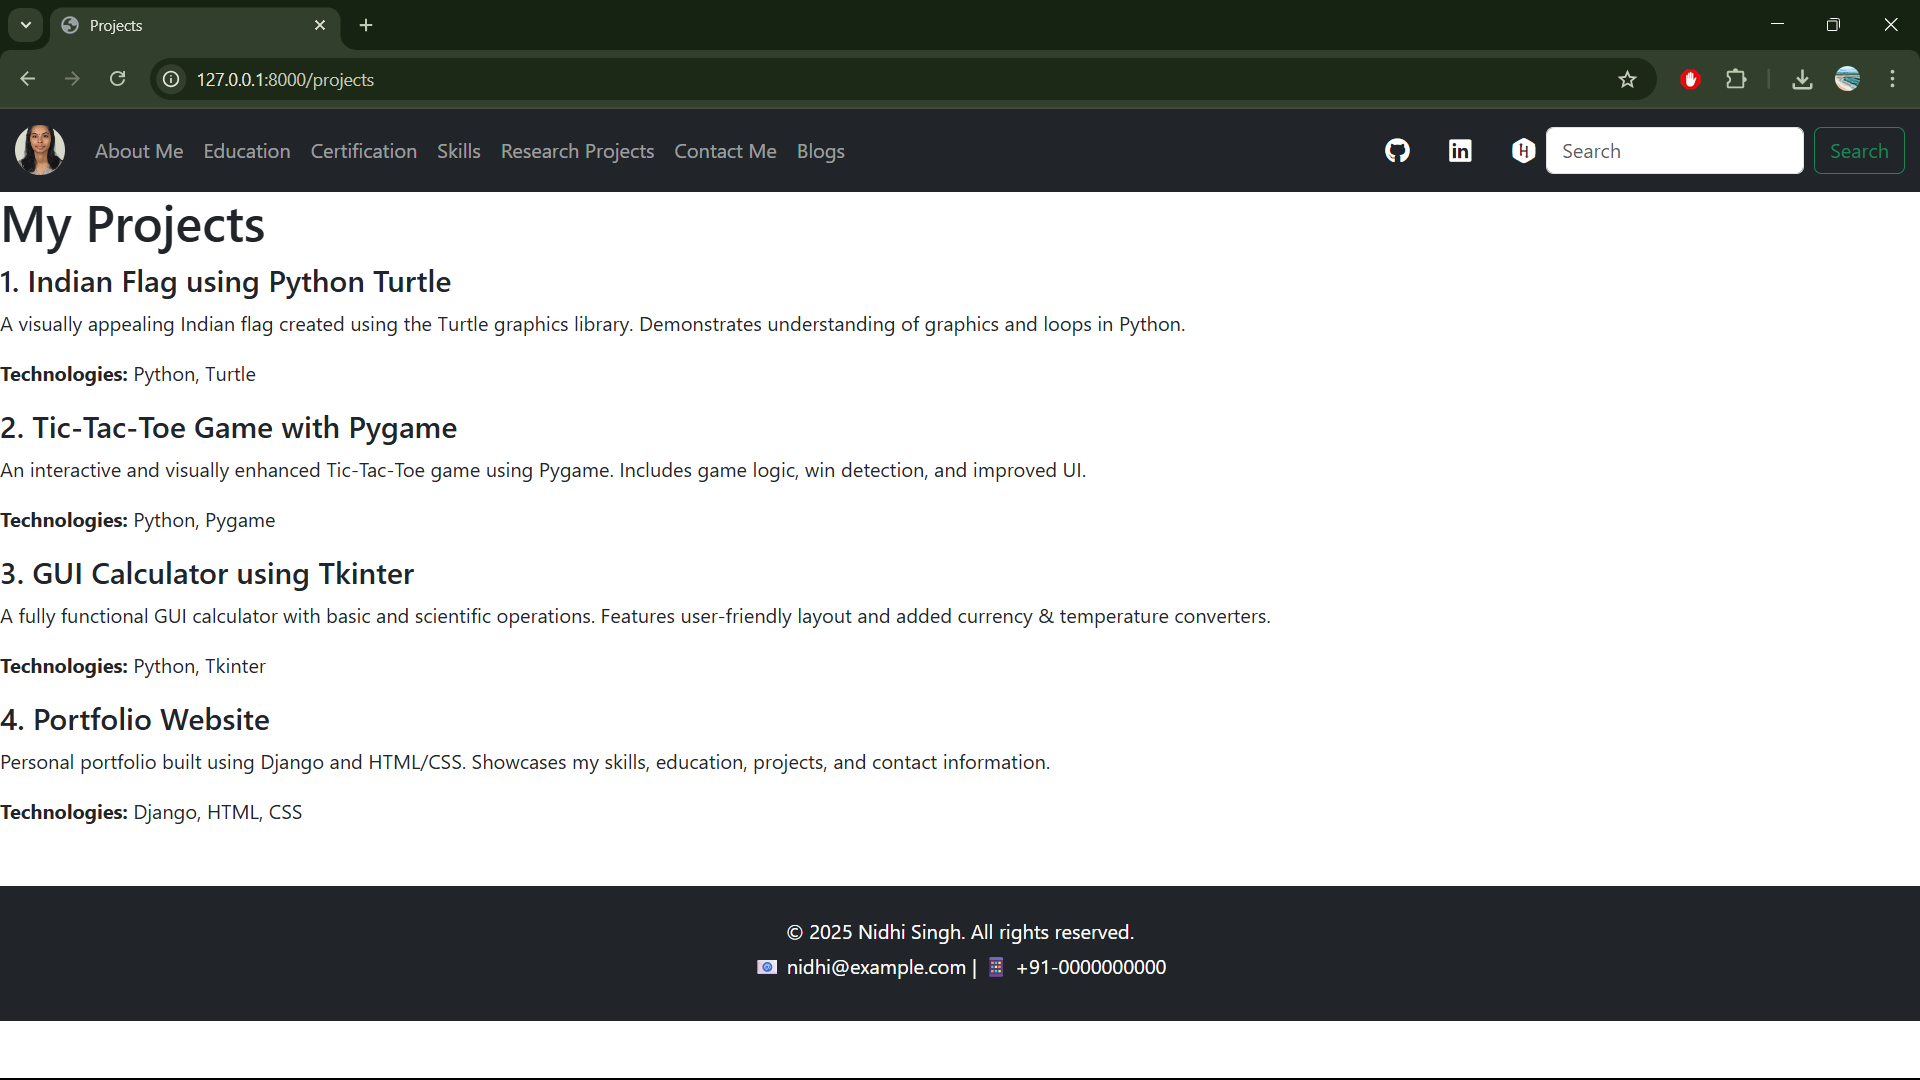 Projects
127.0.0.1:8000/projects
About Me Education Certification Skills Research Projects Contact Me Blogs in H Search Search
My Projects
1. Indian Flag using Python Turtle
A visually appealing Indian flag created using the Turtle graphics library. Demonstrates understanding of graphics and loops in Python.
Technologies: Python, Turtle
2. Tic-Tac-Toe Game with Pygame
An interactive and visually enhanced Tic-Tac-Toe game using Pygame. Includes game logic, win detection, and improved UI.
Technologies: Python, Pygame
3. GUI Calculator using Tkinter
A fully functional GUI calculator with basic and scientific operations. Features user-friendly layout and added currency & temperature converters.
Technologies: Python, Tkinter
4. Portfolio Website
Personal portfolio built using Django and HTML/CSS. Showcases my skills, education, projects, and contact information.
Technologies: Django, HTML, CSS
© 2025 Nidhi Singh. All rights reserved.
nidhi@example.com | +91-0000000000